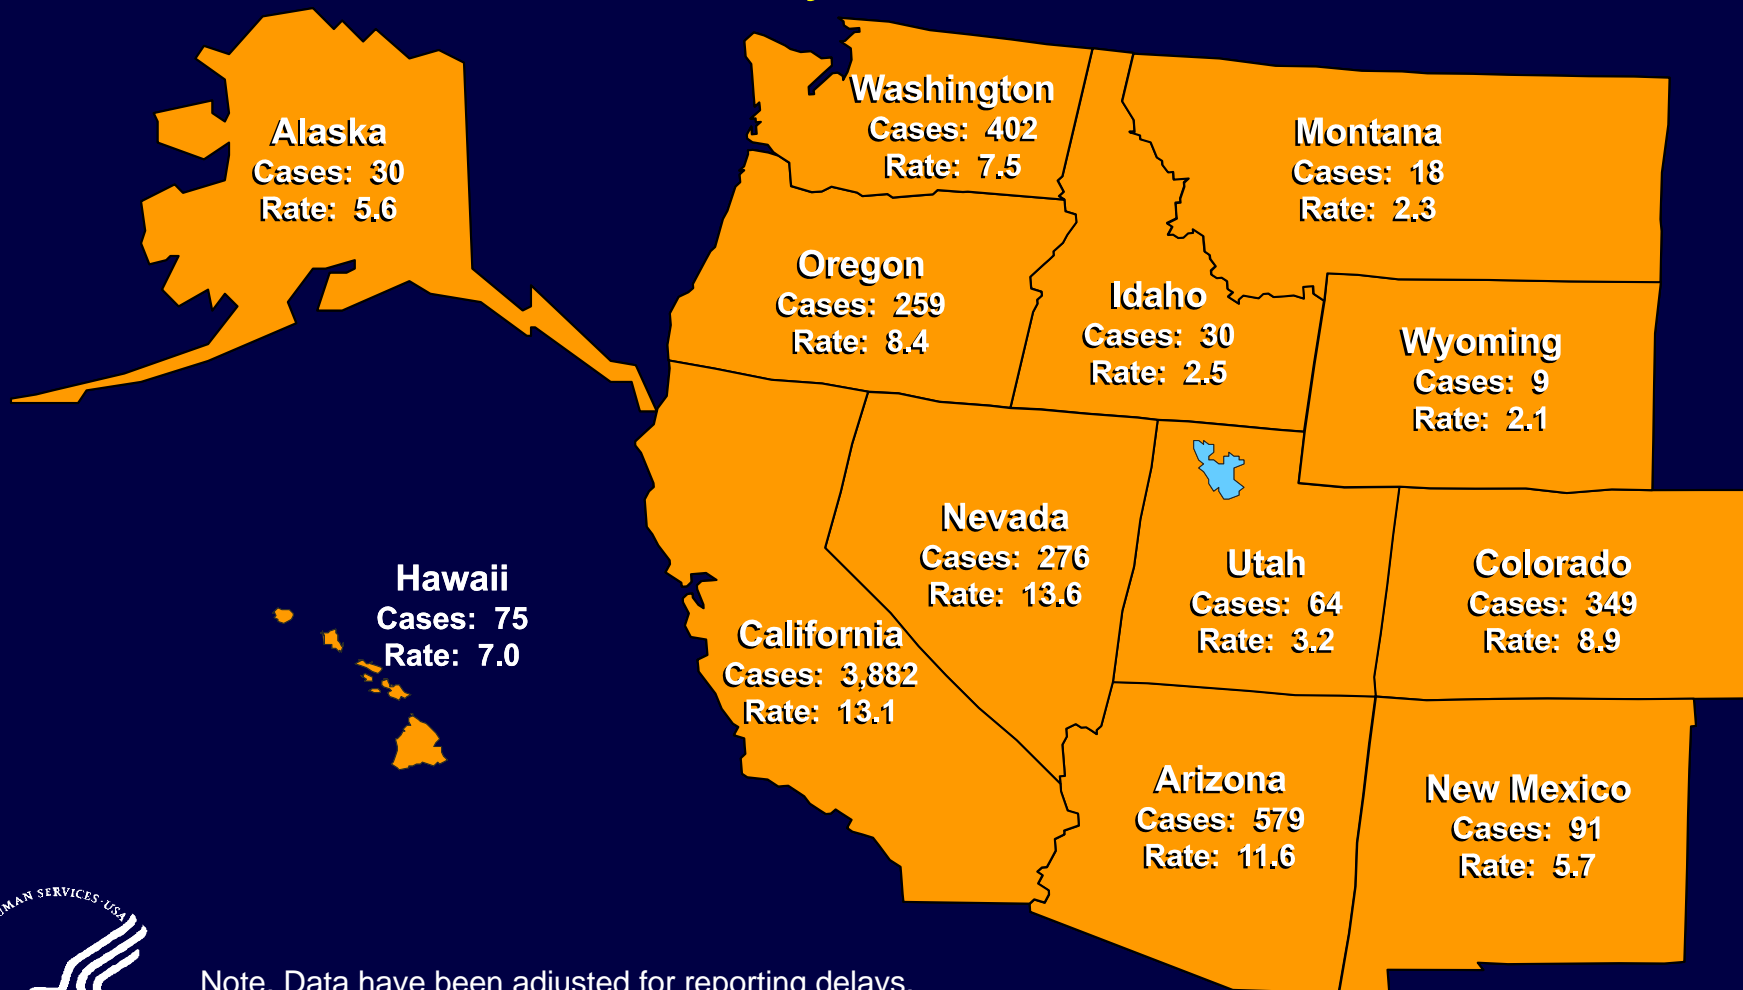 Washington
Cases: 402
Rate: 7.5
Alaska
Cases: 30
Rate: 5.6
Montana
Cases: 18
Rate: 2.3
Oregon
Cases: 259
Rate: 8.4
Idaho
Cases: 30
Rate: 2.5
Wyoming
Cases: 9
Rate: 2.1
Nevada
Cases: 276
Rate: 13.6
Utah
Cases: 64
Rate: 3.2
Colorado
Cases: 349
Rate: 8.9
Hawaii
Cases: 75
Rate: 7.0
California
Cases: 3,882
Rate: 13.1
Arizona
Cases: 579
Rate: 11.6
New Mexico
Cases: 91
Rate: 5.7
SERVICES·USA
Note. Data have been adjusted for reporting delays.